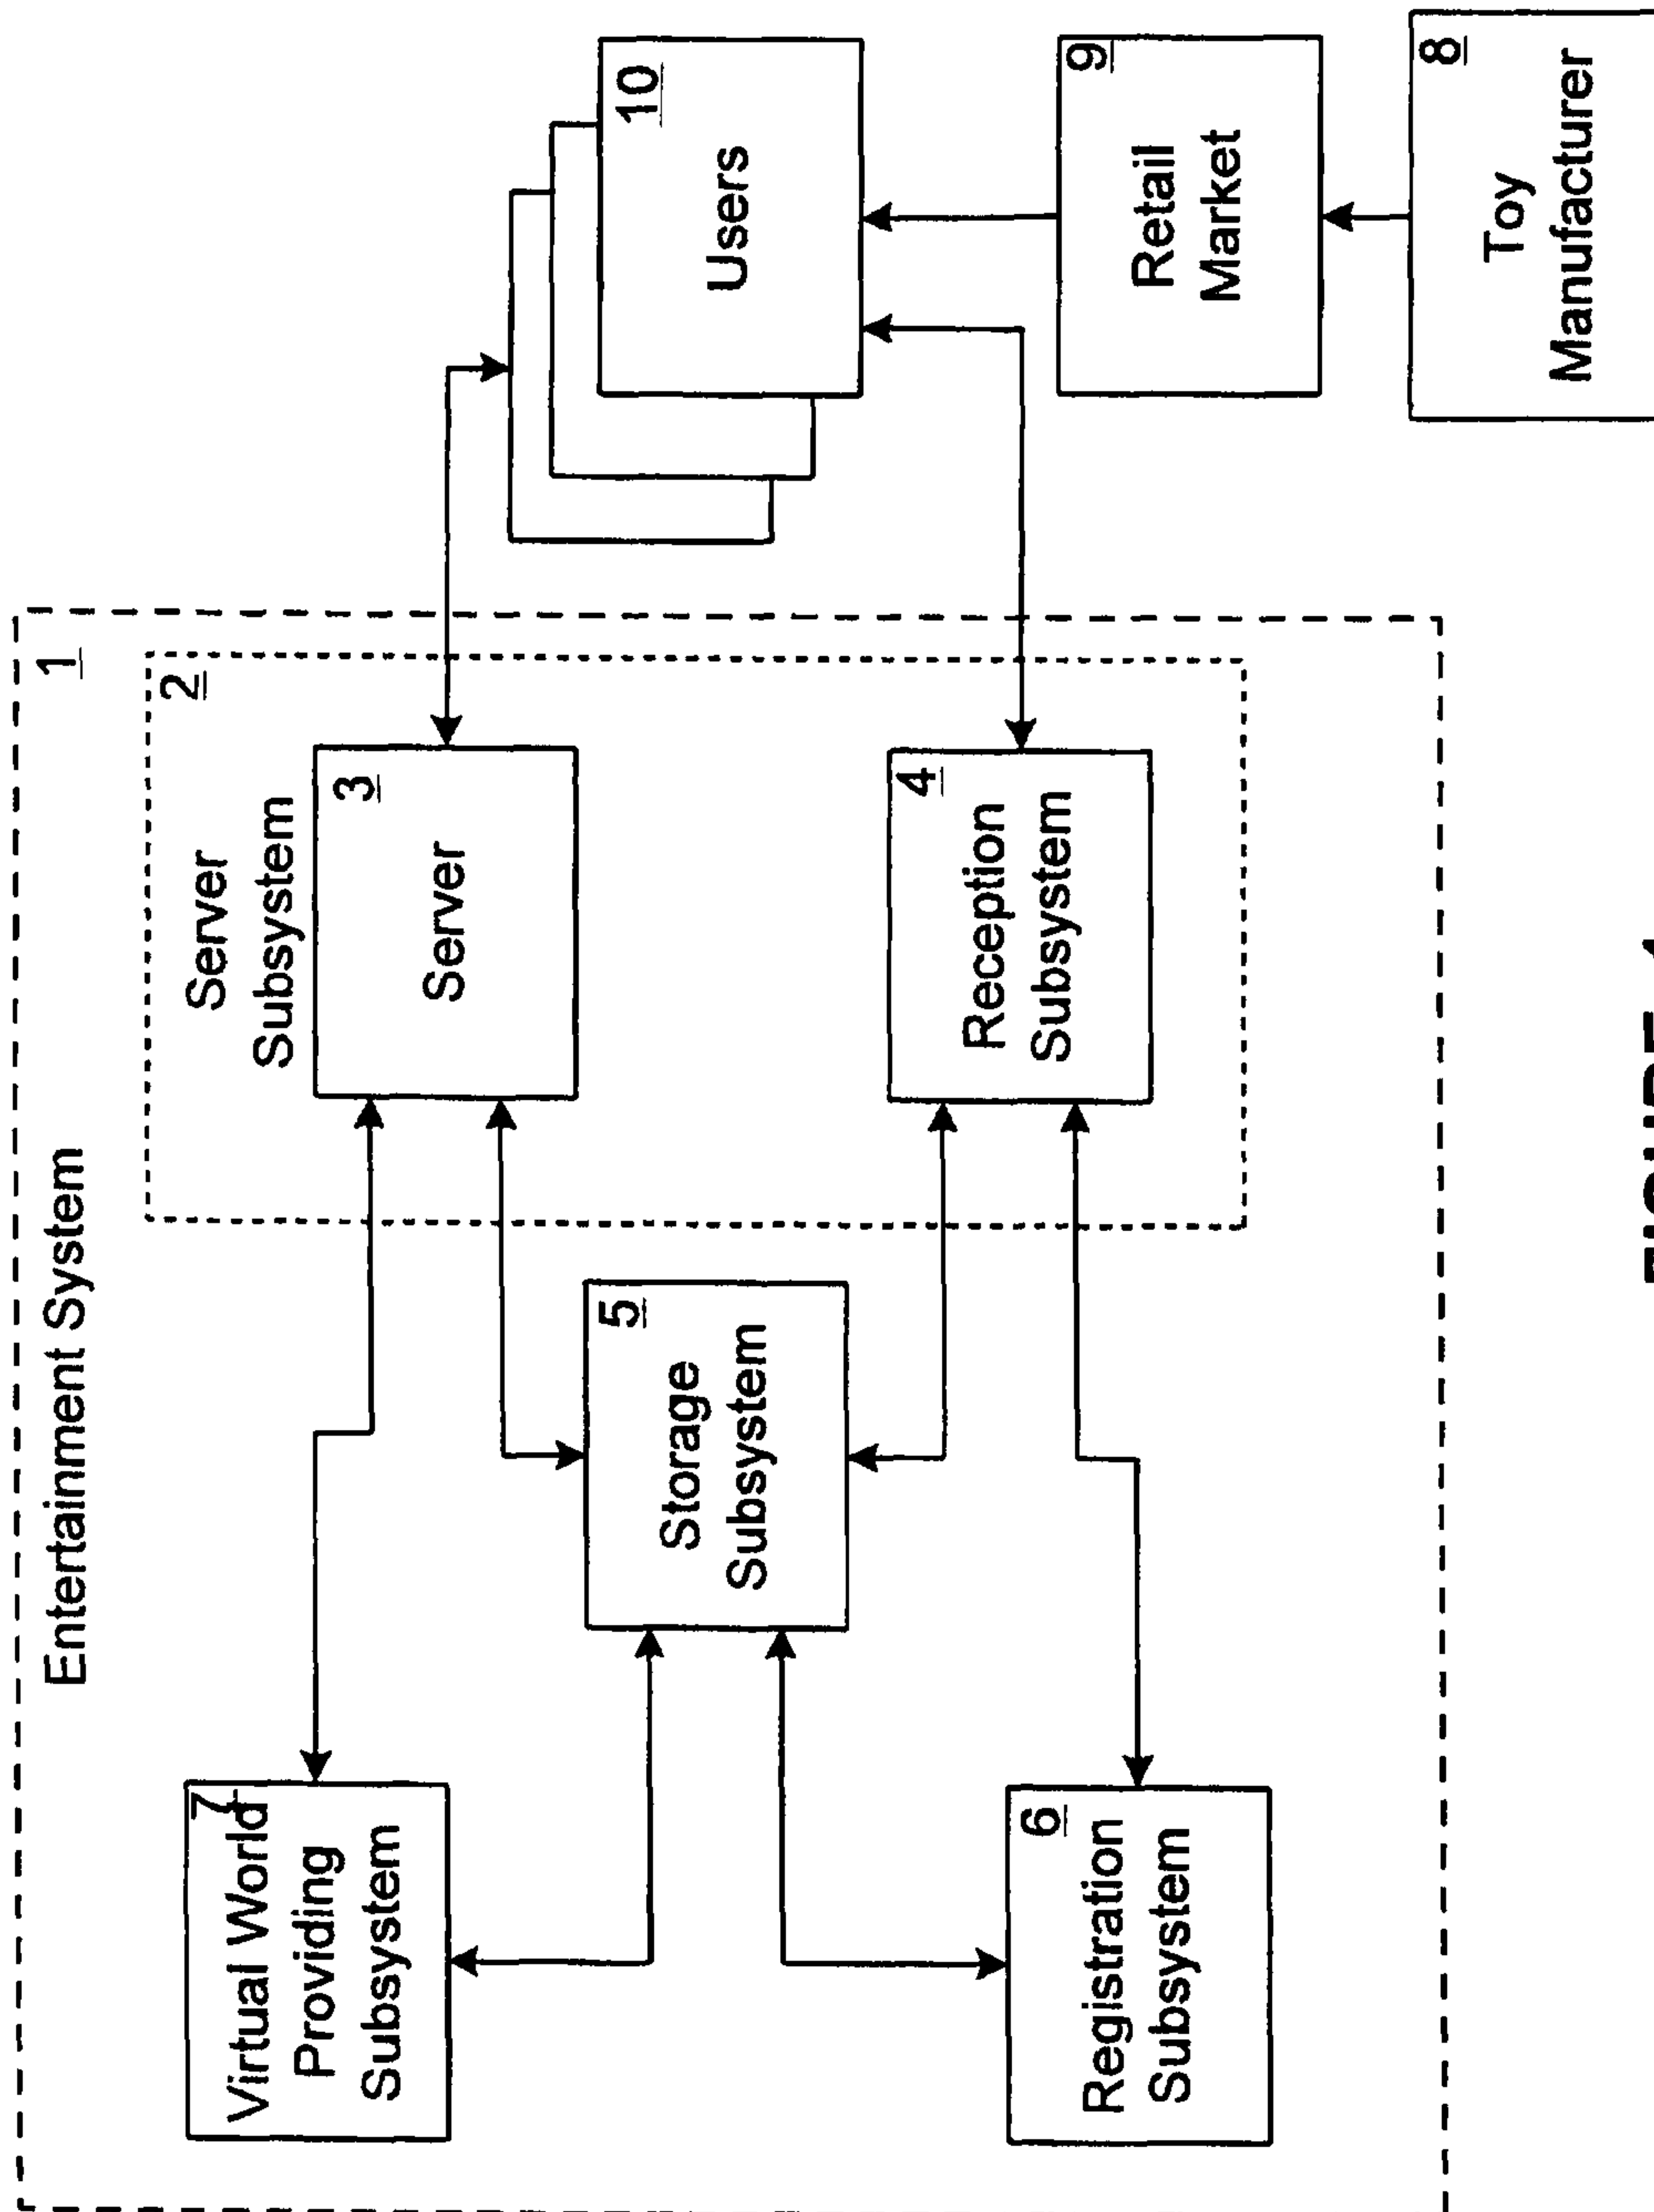 Entertainment System
1
2
Server
Subsystem
7
Virtual World
Providing
Subsystem
3
Server
5
Storage
Subsystem
10
Users
4
Reception
Subsystem
6
Registration
Subsystem
9
Retail
Market
8
Toy
Manufacturer
FIGURE